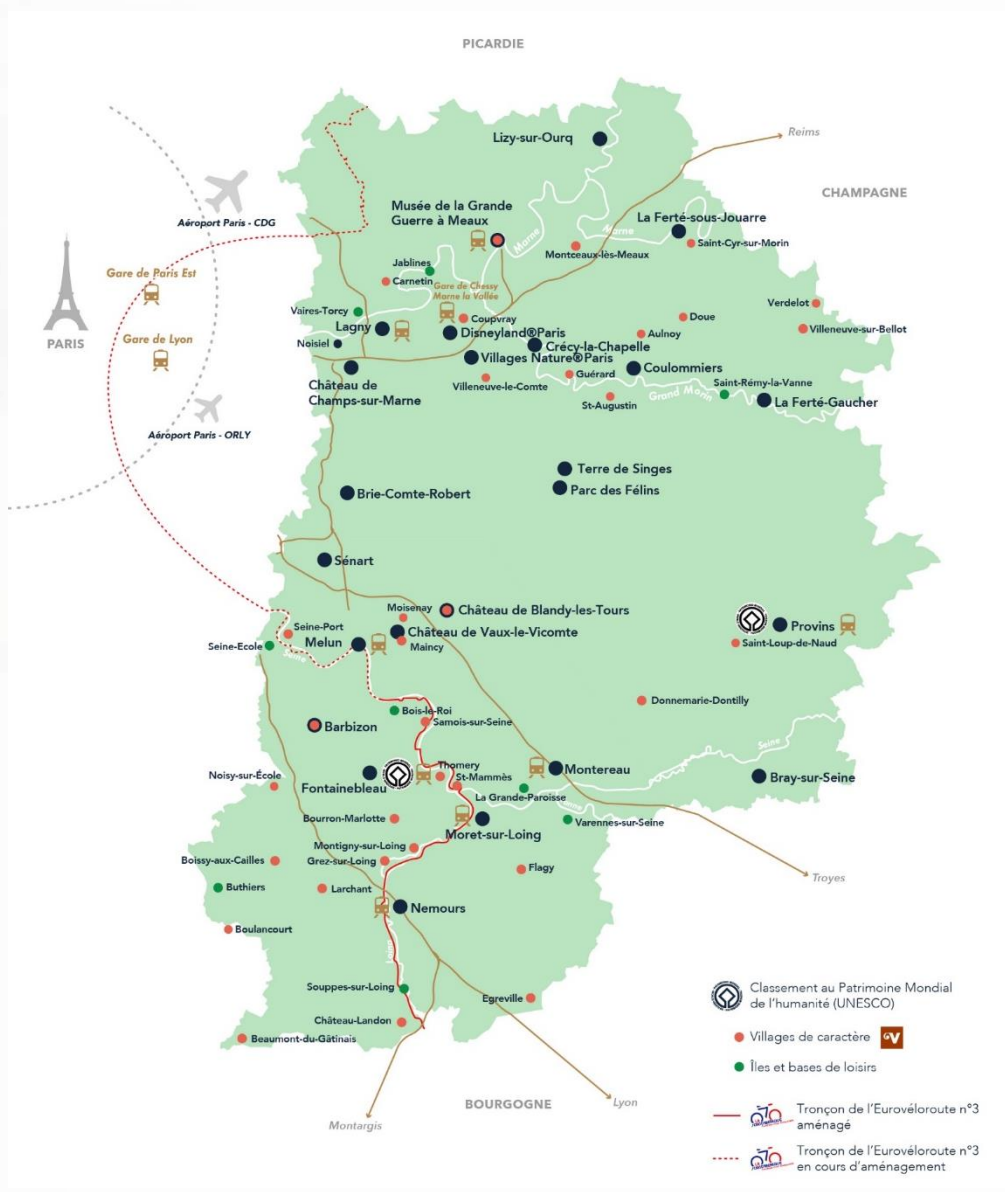 PICARDIE
Lizy-sur-Ourq
Reims
CHAMPAGNE
Aéroport Paris - CDG
Musée de la Grande
Guerre à Meaux
Marne
Marne
La Ferté-sous-Jouarre
Saint-Cyr-sur-Morin
Montceaux-lès-Meaux
Gare de Paris Est
Jablines
Carnetin
Gare de Chessy
Marne la Vallée
Verdelot
PARIS
Gare de Lyon
Vaires-Torcy
Lagny
Coupvray
Doue
Villeneuve-sur-Bellot
Noisiel
Disneyland®Paris
Aulnoy
Crécy-la-Chapelle
Villages Nature®Paris
Coulommiers
Château de
Champs-sur-Marne
Villeneuve-le-Comte
Guérard
Saint-Rémy-la-Vanne
St-Augustin
Grand Morin
La Ferté-Gaucher
Aéroport Paris - ORLY
Terre de Singes
Parc des Félins
Brie-Comte-Robert
Sénart
Moisenay
Château de Blandy-les-Tours
Seine-Port
Château de Vaux-le-Vicomte
Provins
Seine-Ecole
Seine
Melun
Maincy
Saint-Loup-de-Naud
Donnemarie-Dontilly
Bois-le-Roi
Samois-sur-Seine
Barbizon
Seine
Noisy-sur-École
Fontainebleau
Thomery
St-Mammès
Montereau
Bray-sur-Seine
La Grande-Paroisse
Bourron-Marlotte
Moret-sur-Loing
Varennes-sur-Seine
Montigny-sur-Loing
Boissy-aux-Cailles
Grez-sur-Loing
Flagy
Troyes
Buthiers
Larchant
Nemours
Boulancourt
Loing
Souppes-sur-Loing
Egreville
Château-Landon
Beaumont-du-Gâtinais
BOURGOGNE
Lyon
Montargis
Classement au Patrimoine Mondial
de l'humanité (UNESCO)
Villages de caractère
Îles et bases de loisirs
Tronçon de l'Eurovéloroute n°3
aménagé
Tronçon de l'Eurovéloroute n°3
en cours d'aménagement